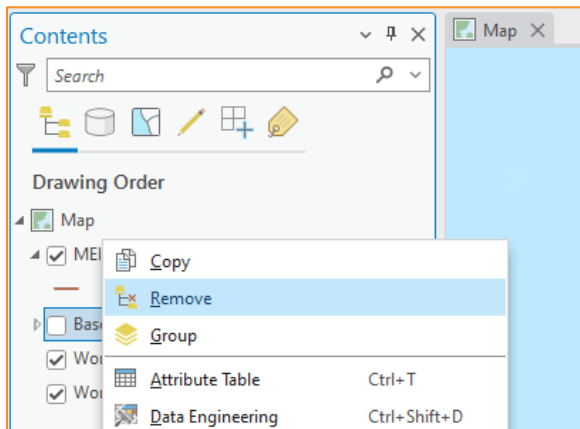 Contents
Map
Search
Drawing Order
Map
MEI
Copy
Remove
Group
Wor
Attribute Table Ctrl+T
Wor
Data Engineering Ctrl+Shift+D